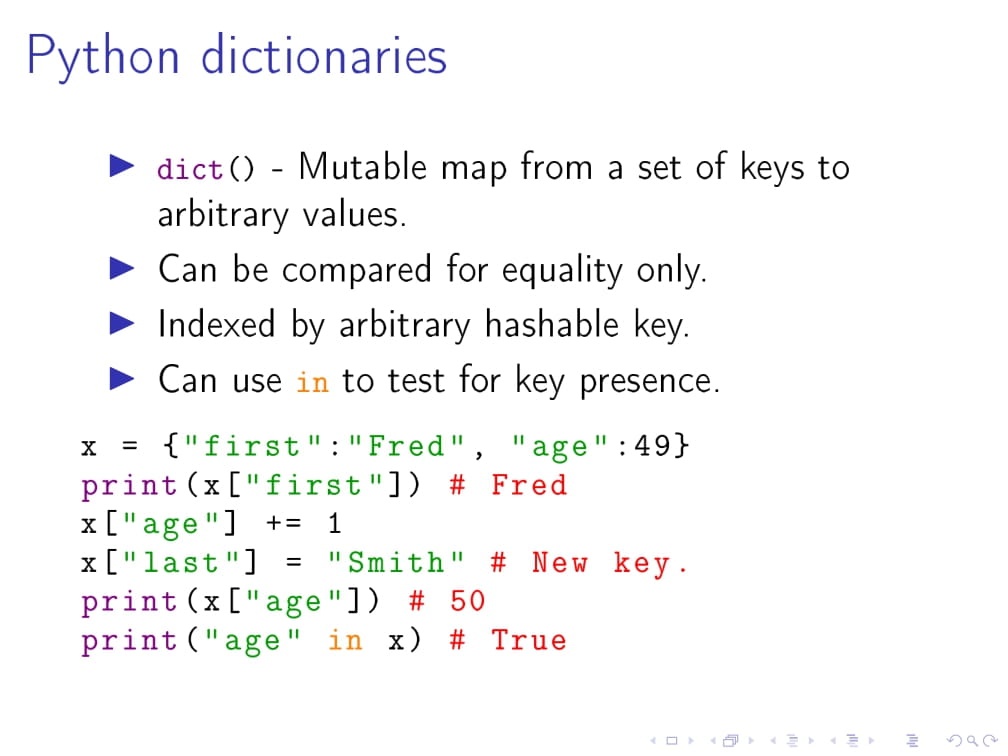 Python dictionaries
dict() - Mutable map from a set of keys to
arbitrary values.
Can be compared for equality only.
Indexed by arbitrary hashable key.
Can use in to test for key presence.
x = {"first":"Fred", "age":49}
print(x["first"]) # Fred
x["age"] += 1
x["last"] = "Smith" # New key.
print(x["age"]) # 50
print("age" in x) # True